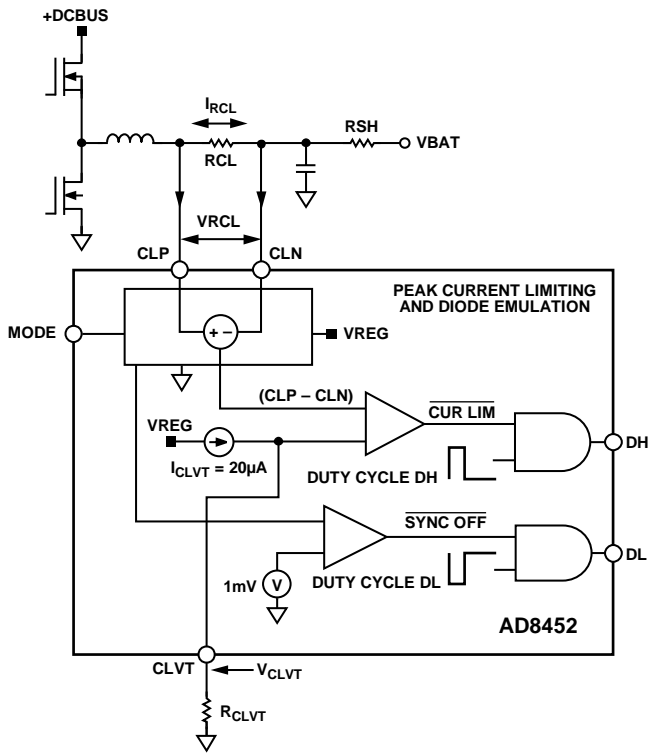 +DCBUS
IRCL
RCL
RSH
VBAT
VRCL
CLP
CLN
PEAK CURRENT LIMITING
AND DIODE EMULATION
MODE
+ –
VREG
(CLP – CLN)
CUR LIM
VREG
ICLVT = 20µA
DUTY CYCLE DH
DH
SYNC OFF
DL
1mV
V
DUTY CYCLE DL
AD8452
CLVT
VCLVT
RCLVT